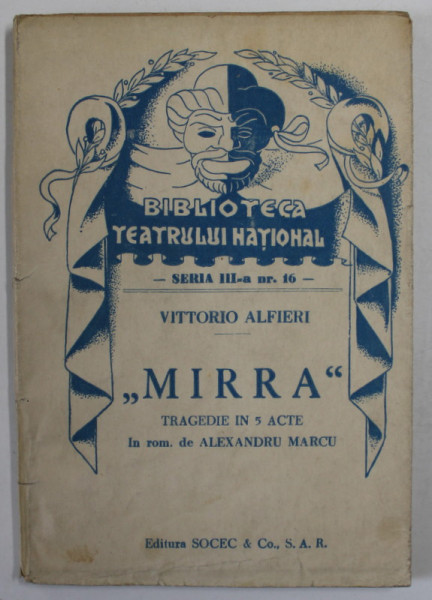 BIBLIOTECA
TEATRULUI NAȚIONAL
— SERIA III-a nr. 16 —
VITTORIO ALFIERI
„MIRRA“
TRAGEDIE IN 5 ACTE
In rom. de ALEXANDRU MARCU
Editura SOCEC & Co., S. A. R.